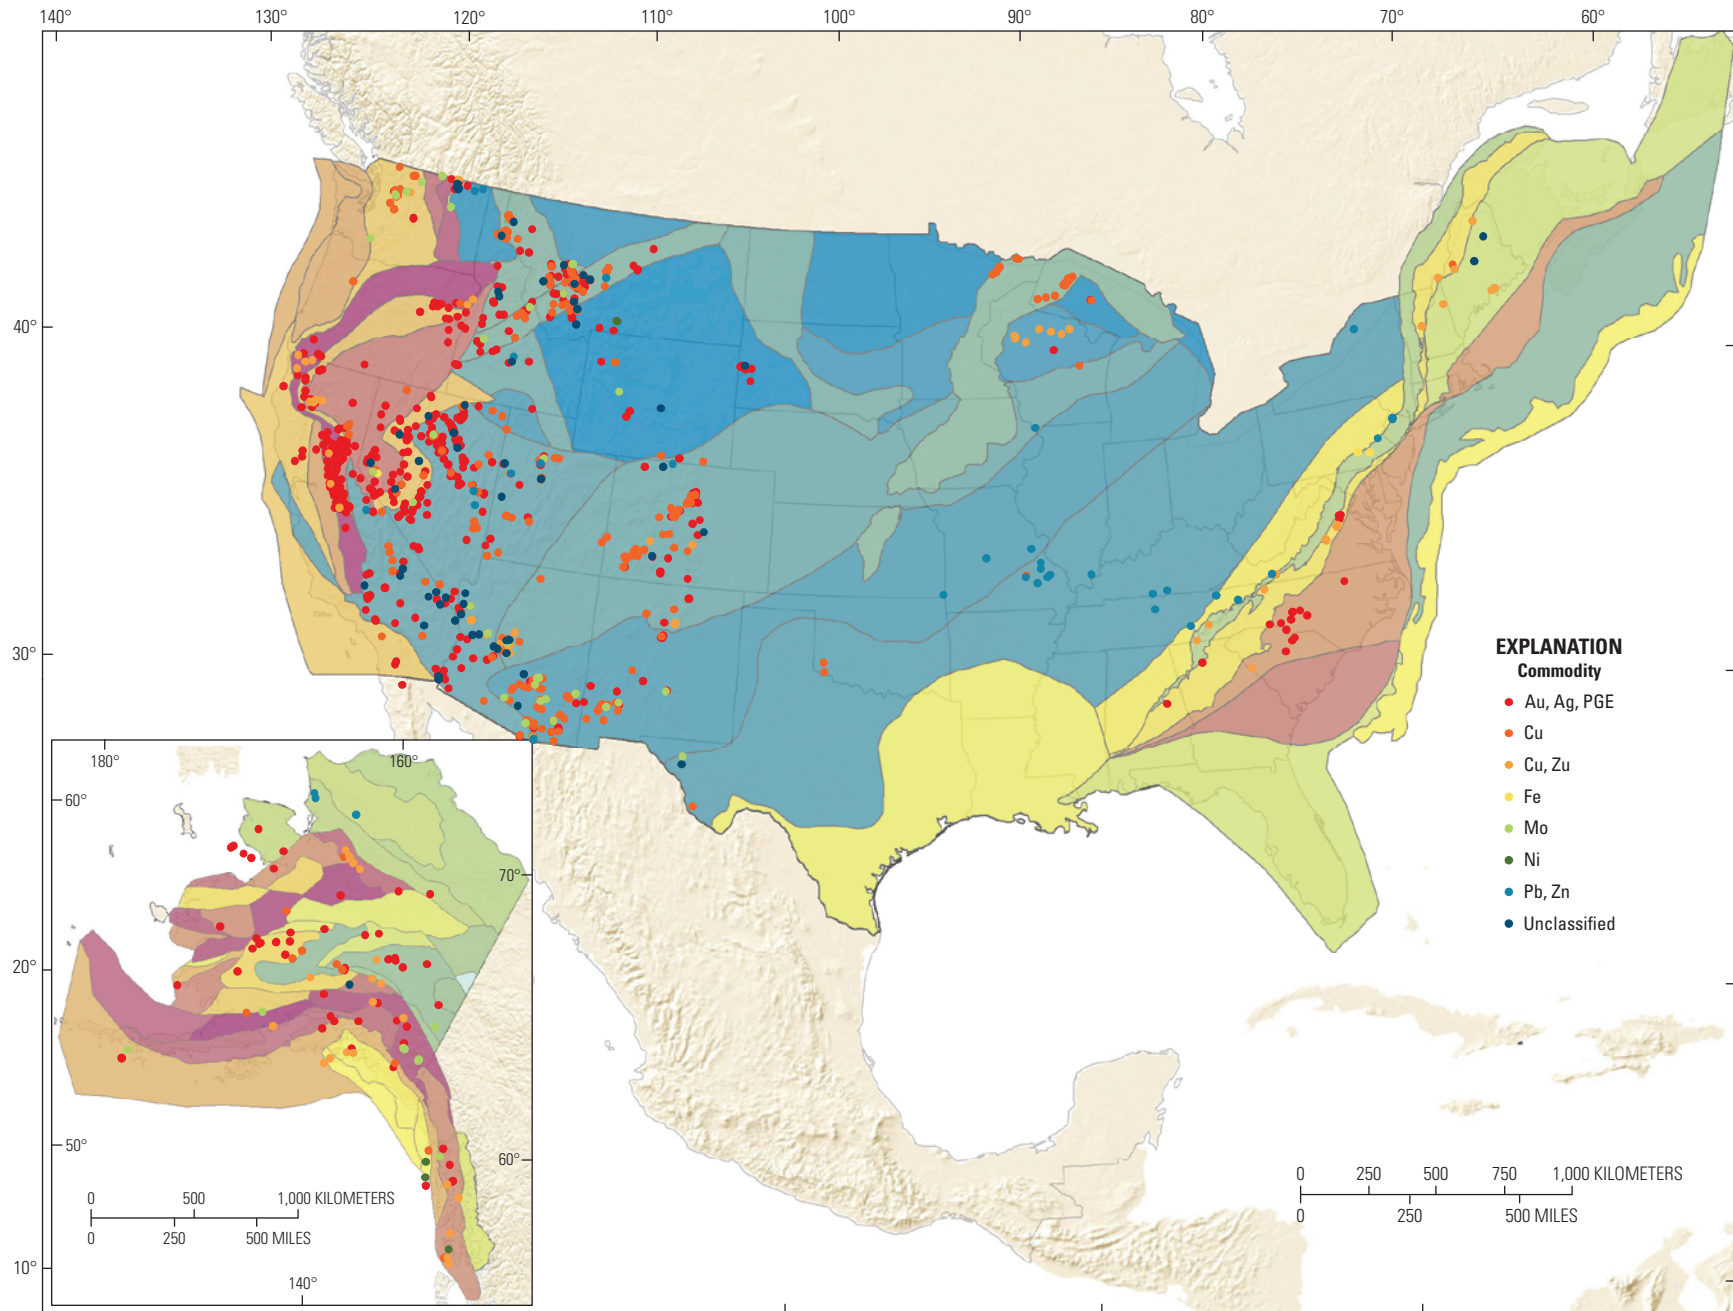 140° 130° 120° 110° 100° 90° 80° 70° 60°
40°
30°
20°
10°
EXPLANATION
Commodity
Au, Ag, PGE
Cu
Cu, Zu
Fe
Mo
Ni
Pb, Zn
Unclassified
180° 160°
60°
70°
50°
60°
0 500 1,000 KILOMETERS
0 250 500 MILES
140°
0 250 500 750 1,000 KILOMETERS
0 250 500 MILES